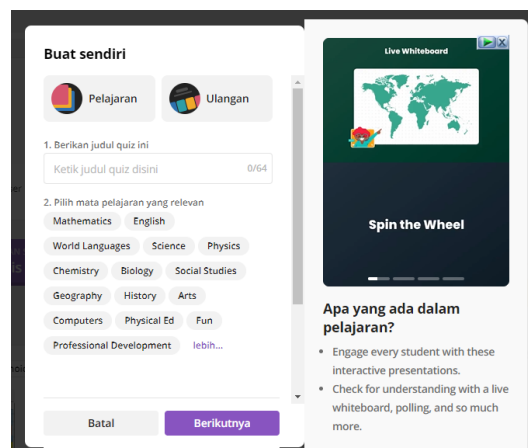 Buat sendiri
Pelajaran
Ulangan
1. Berikan judul quiz ini
Ketik judul quiz disini 0/64
2. Pilih mata pelajaran yang relevan
Mathematics English
World Languages Science Physics
Chemistry Biology Social Studies
Geography History Arts
Computers Physical Ed Fun
Professional Development lebih...
Batal
Berikutnya
Live Whiteboard
X
Spin the Wheel
Apa yang ada dalam
pelajaran?
Engage every student with these
interactive presentations.
Check for understanding with a live
whiteboard, polling, and so much
more.